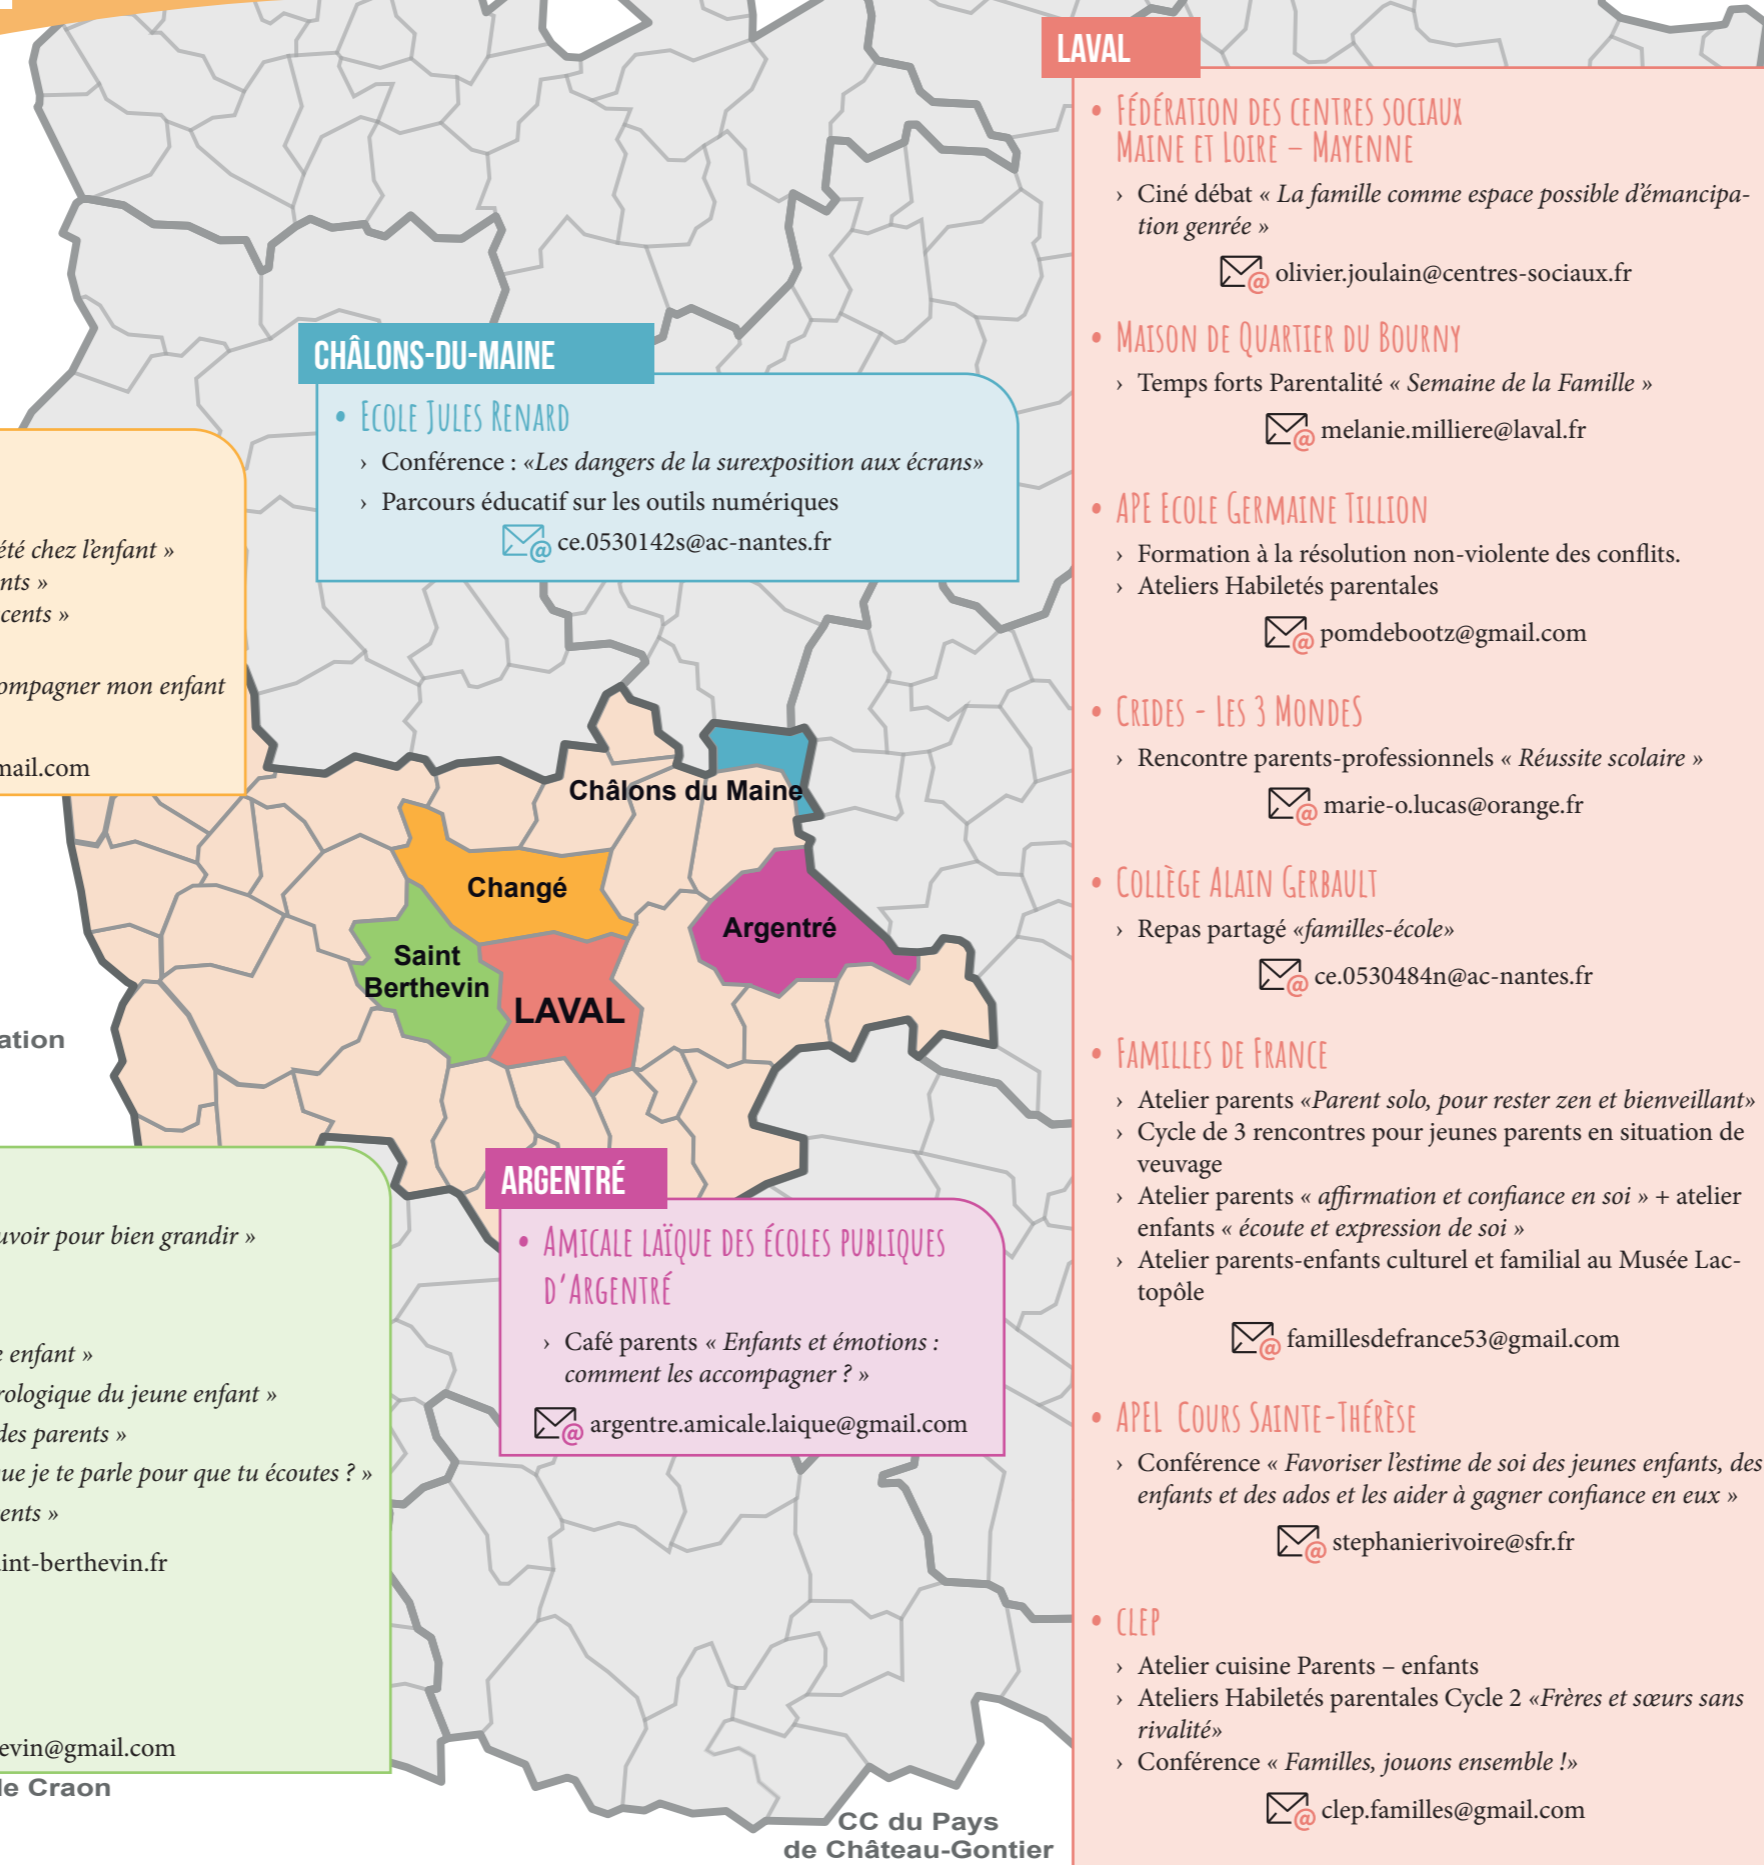 été chez l'enfant »
nts »
cents »
ompagner mon enfant
mail.com
ation
uvoir pour bien grandir »
e enfant »
rologique du jeune enfant »
des parents »
ue je te parle pour que tu écoutes ? »
ents »
int-berthevin.fr
evin@gmail.com
le Craon
CHÂLONS-DU-MAINE
• Ecole Jules Renard
› Conférence : «Les dangers de la surexposition aux écrans»
› Parcours éducatif sur les outils numériques
ce.0530142s@ac-nantes.fr
Châlons du Maine
Changé
Argentré
Saint
Berthevin
LAVAL
ARGENTRÉ
• Amicale laïque des écoles publiques
d'Argentré
› Café parents « Enfants et émotions :
comment les accompagner ? »
argentre.amicale.laique@gmail.com
CC du Pays
de Château-Gontier
LAVAL
• Fédération des centres sociaux
Maine et Loire – Mayenne
› Ciné débat « La famille comme espace possible d'émancipa-
tion genrée »
olivier.joulain@centres-sociaux.fr
• Maison de Quartier du Bourny
› Temps forts Parentalité « Semaine de la Famille »
melanie.milliere@laval.fr
• APE Ecole Germaine Tillion
› Formation à la résolution non-violente des conflits.
› Ateliers Habiletés parentales
pomdebootz@gmail.com
• Crides - Les 3 MondeS
› Rencontre parents-professionnels « Réussite scolaire »
marie-o.lucas@orange.fr
• Collège Alain Gerbault
› Repas partagé «familles-école»
ce.0530484n@ac-nantes.fr
• Familles de France
› Atelier parents «Parent solo, pour rester zen et bienveillant»
› Cycle de 3 rencontres pour jeunes parents en situation de
veuvage
› Atelier parents « affirmation et confiance en soi » + atelier
enfants « écoute et expression de soi »
› Atelier parents-enfants culturel et familial au Musée Lac-
topôle
famillesdefrance53@gmail.com
• APEL Cours Sainte-Thérèse
› Conférence « Favoriser l'estime de soi des jeunes enfants, des
enfants et des ados et les aider à gagner confiance en eux »
stephanierivoire@sfr.fr
• CLEP
› Atelier cuisine Parents – enfants
› Ateliers Habiletés parentales Cycle 2 «Frères et sœurs sans
rivalité»
› Conférence « Familles, jouons ensemble !»
clep.familles@gmail.com